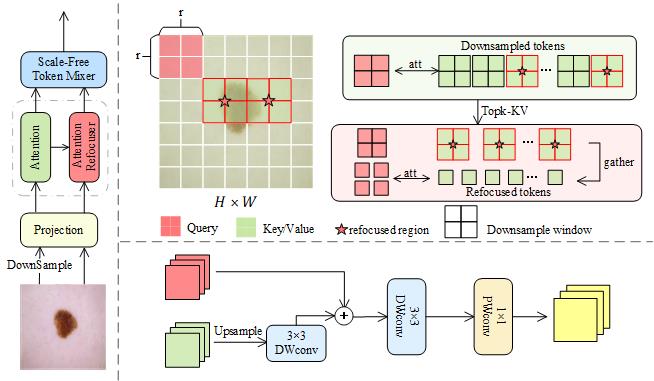 Scale-Free
Token Mixer
Attention
Attention
Refocuser
Projection
DownSample
r
r
H × W
Query
Key/Value
refocused region
Downsample window
Downsampled tokens
att
...
Topk-KV
...
gather
att
...
Refocused tokens
Upsample
3×3
DWconv
+
3×3
DWconv
1×1
PWconv